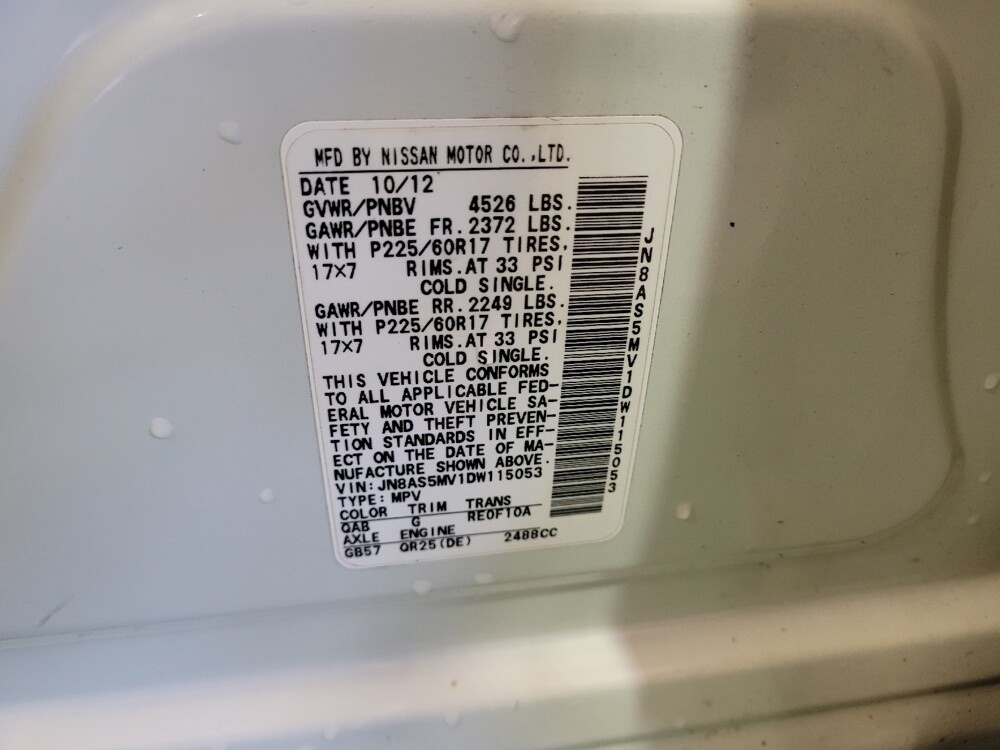 MFD BY NISSAN MOTOR CO.,LTD.
DATE 10/12
GVWR/PNBV 4526 LBS.
GAWR/PNBE FR. 2372 LBS.
WITH P225/60R17 TIRES,
17×7 RIMS.AT 33 PSI
COLD SINGLE.
GAWR/PNBE RR. 2249 LBS.
WITH P225/60R17 TIRES,
17×7 RIMS.AT 33 PSI
COLD SINGLE.
THIS VEHICLE CONFORMS
TO ALL APPLICABLE FED-
ERAL MOTOR VEHICLE SA-
FETY AND THEFT PREVEN-
TION STANDARDS IN EFF-
ECT ON THE DATE OF MA-
NUFACTURE SHOWN ABOVE.
VIN: JN8AS5MV1DW115053
TYPE: MPV
COLOR TRIM TRANS
QAB G RE0F10A
AXLE ENGINE
GB57 QR25(DE) 2488CC
JN8AS5MV1DW115053